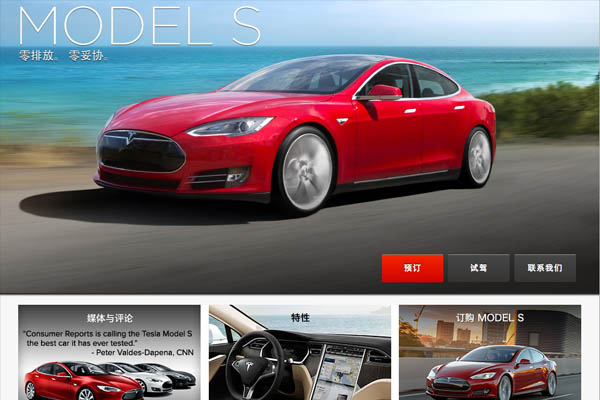 MODEL S
零排放。 零妥协。
预订
试驾
联系我们
媒体与评论
"Consumer Reports is calling the Tesla Model S
the best car it has ever tested."
- Peter Valdes-Dapena, CNN
特性
订购 MODEL S